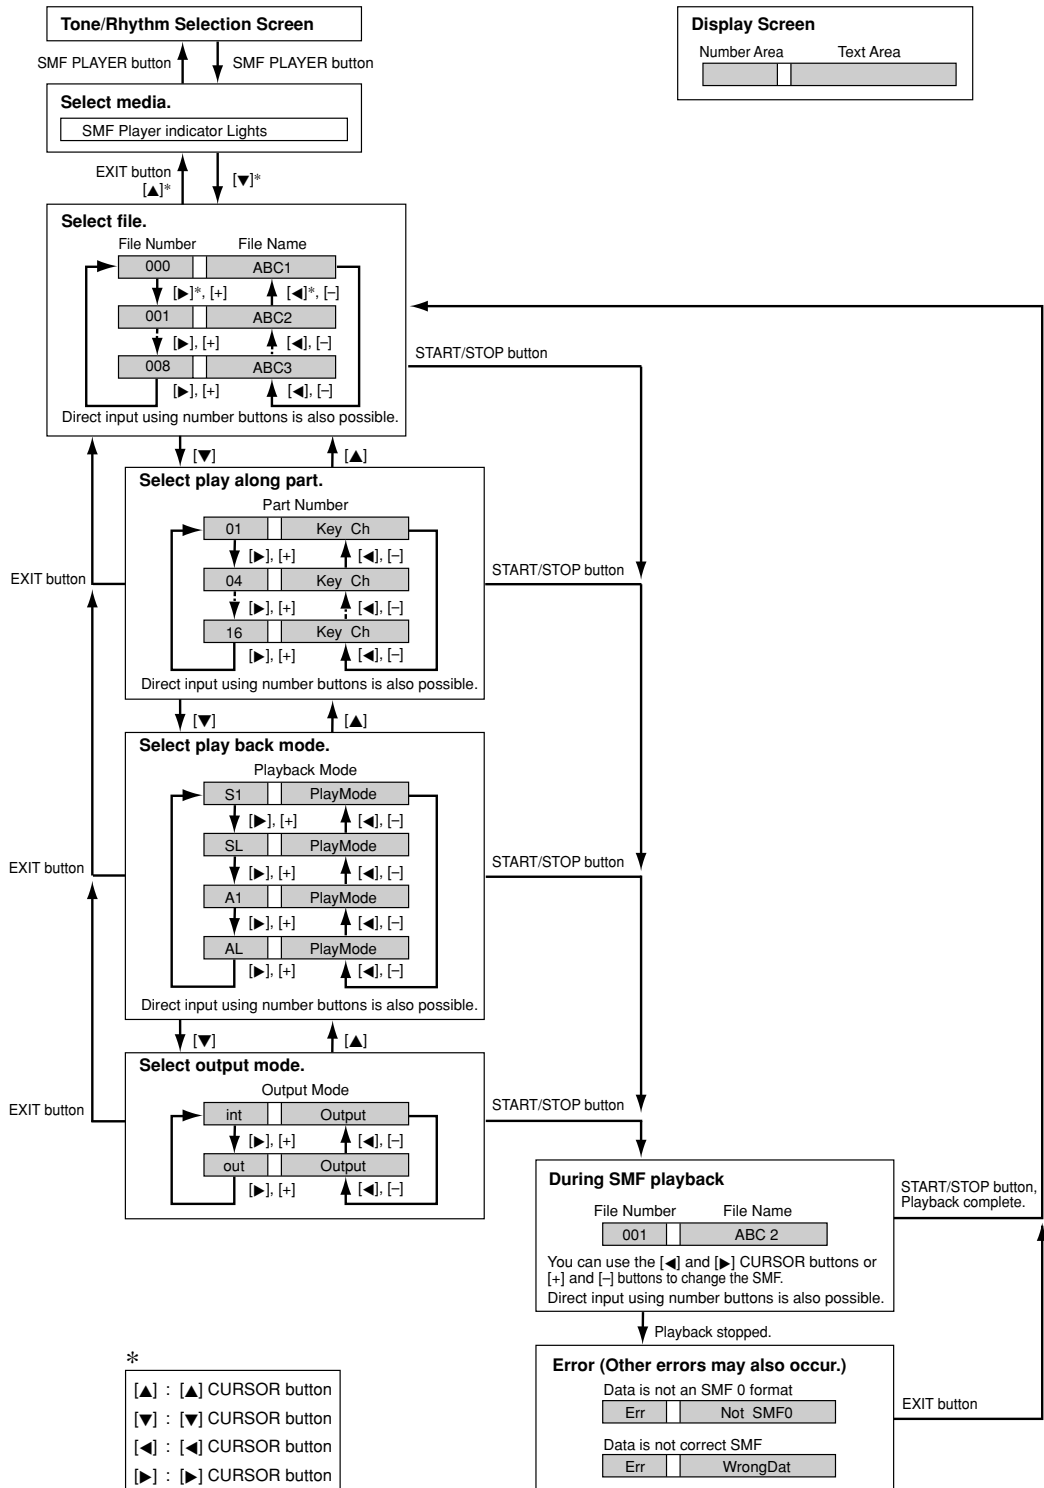 Tone/Rhythm Selection Screen
SMF PLAYER button
SMF PLAYER button
Select media.
SMF Player indicator Lights
EXIT button
[▲]*
[▼]*
Display Screen
Number Area Text Area
Select file.
File Number File Name
000 ABC1
[►]*, [+] [◄]*, [–]
001 ABC2
[►], [+] [◄], [–]
008 ABC3
[►], [+] [◄], [–]
Direct input using number buttons is also possible.
START/STOP button
[▼] [▲]
Select play along part.
Part Number
01 Key Ch
[►], [+] [◄], [–]
04 Key Ch
[►], [+] [◄], [–]
16 Key Ch
[►], [+] [◄], [–]
Direct input using number buttons is also possible.
EXIT button
START/STOP button
[▼] [▲]
Select play back mode.
Playback Mode
S1 PlayMode
[►], [+] [◄], [–]
SL PlayMode
[►], [+] [◄], [–]
A1 PlayMode
[►], [+] [◄], [–]
AL PlayMode
[►], [+] [◄], [–]
Direct input using number buttons is also possible.
EXIT button
START/STOP button
[▼] [▲]
Select output mode.
Output Mode
int Output
[►], [+] [◄], [–]
out Output
[►], [+] [◄], [–]
EXIT button
START/STOP button
During SMF playback
File Number File Name
001 ABC 2
You can use the [◄] and [►] CURSOR buttons or
[+] and [–] buttons to change the SMF.
Direct input using number buttons is also possible.
START/STOP button,
Playback complete.
Playback stopped.
Error (Other errors may also occur.)
Data is not an SMF 0 format
Err Not SMF0
Data is not correct SMF
Err WrongDat
EXIT button
*
[▲] : [▲] CURSOR button
[▼] : [▼] CURSOR button
[◄] : [◄] CURSOR button
[►] : [►] CURSOR button